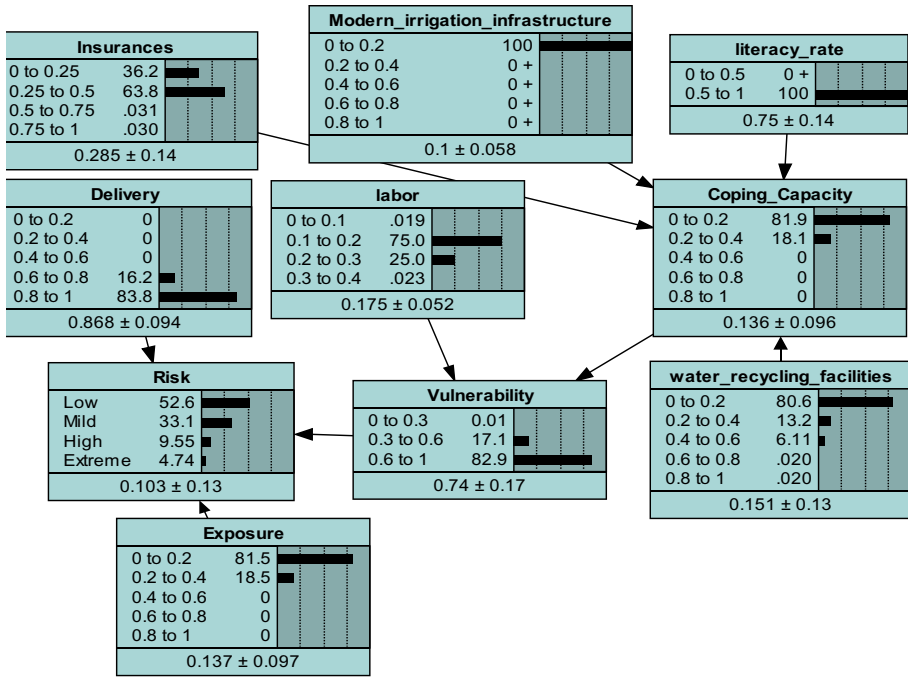 Insurances
0 to 0.25 36.2
0.25 to 0.5 63.8
0.5 to 0.75 .031
0.75 to 1 .030
0.285 ± 0.14
Modern_irrigation_infrastructure
0 to 0.2 100
0.2 to 0.4 0 +
0.4 to 0.6 0 +
0.6 to 0.8 0 +
0.8 to 1 0 +
0.1 ± 0.058
literacy_rate
0 to 0.5 0 +
0.5 to 1 100
0.75 ± 0.14
Delivery
0 to 0.2 0
0.2 to 0.4 0
0.4 to 0.6 0
0.6 to 0.8 16.2
0.8 to 1 83.8
0.868 ± 0.094
labor
0 to 0.1 .019
0.1 to 0.2 75.0
0.2 to 0.3 25.0
0.3 to 0.4 .023
0.175 ± 0.052
Coping_Capacity
0 to 0.2 81.9
0.2 to 0.4 18.1
0.4 to 0.6 0
0.6 to 0.8 0
0.8 to 1 0
0.136 ± 0.096
Risk
Low 52.6
Mild 33.1
High 9.55
Extreme 4.74
0.103 ± 0.13
Vulnerability
0 to 0.3 0.01
0.3 to 0.6 17.1
0.6 to 1 82.9
0.74 ± 0.17
water_recycling_facilities
0 to 0.2 80.6
0.2 to 0.4 13.2
0.4 to 0.6 6.11
0.6 to 0.8 .020
0.8 to 1 .020
0.151 ± 0.13
Exposure
0 to 0.2 81.5
0.2 to 0.4 18.5
0.4 to 0.6 0
0.6 to 0.8 0
0.8 to 1 0
0.137 ± 0.097